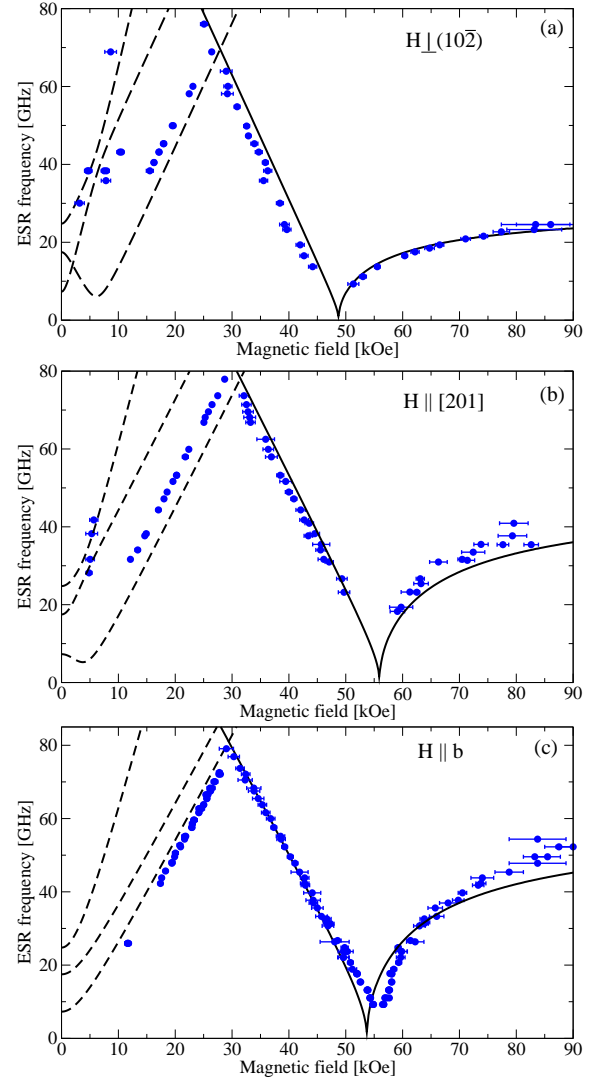 (a)
H⊥(102̄)
80
60
40
20
0
ESR frequency [GHz]
0 10 20 30 40 50 60 70 80 90
Magnetic field [kOe]
(b)
H || [201]
80
60
40
20
0
ESR frequency [GHz]
0 10 20 30 40 50 60 70 80 90
Magnetic field [kOe]
(c)
H || b
80
60
40
20
0
ESR frequency [GHz]
0 10 20 30 40 50 60 70 80 90
Magnetic field [kOe]